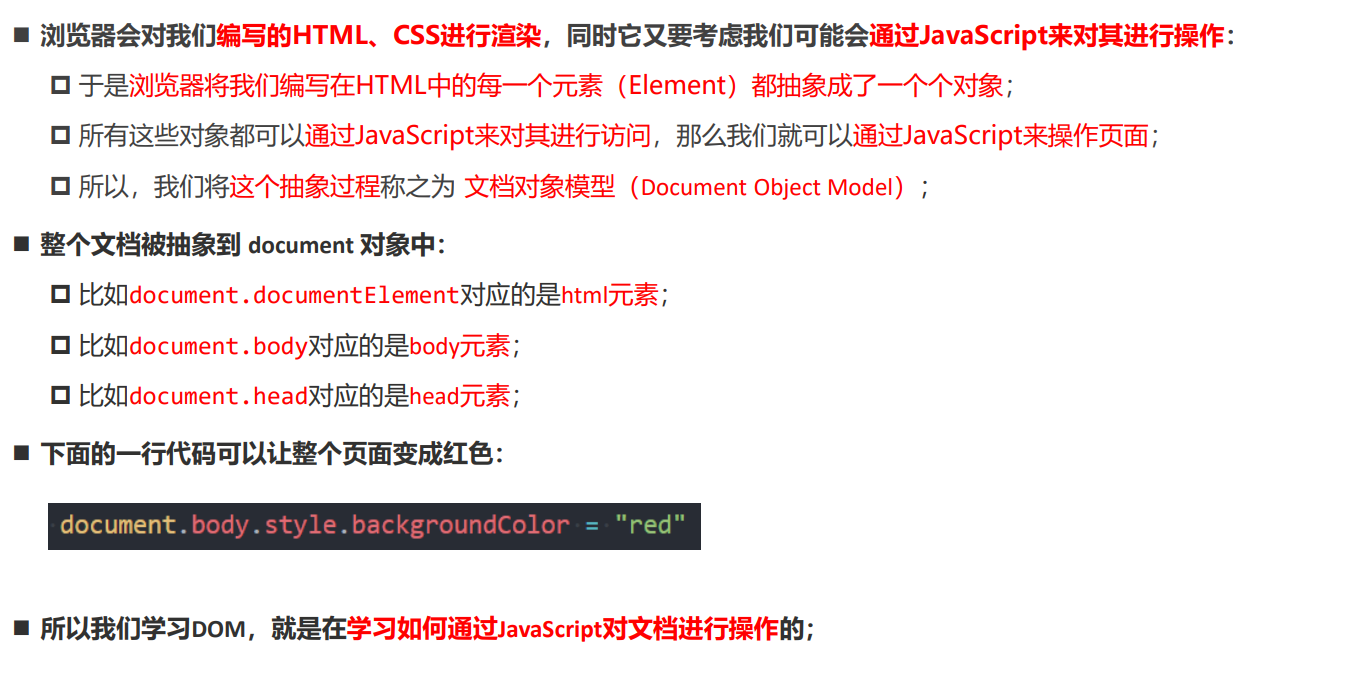 浏览器会对我们编写的HTML、CSS进行渲染，同时它又要考虑我们可能会通过JavaScript来对其进行操作：
于是浏览器将我们编写在HTML中的每一个元素（Element）都抽象成了一个个对象；
所有这些对象都可以通过JavaScript来对其进行访问，那么我们就可以通过JavaScript来操作页面；
所以，我们将这个抽象过程称之为 文档对象模型（Document Object Model）；
整个文档被抽象到 document 对象中：
比如document.documentElement对应的是html元素；
比如document.body对应的是body元素；
比如document.head对应的是head元素；
下面的一行代码可以让整个页面变成红色：
document.body.style.backgroundColor = "red"
所以我们学习DOM，就是在学习如何通过JavaScript对文档进行操作的；